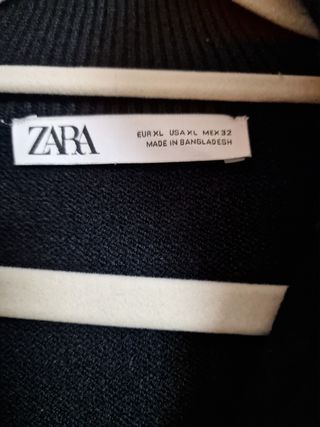 ZARA
EUR XL USA XL MEX 32
MADE IN BANGLADESH